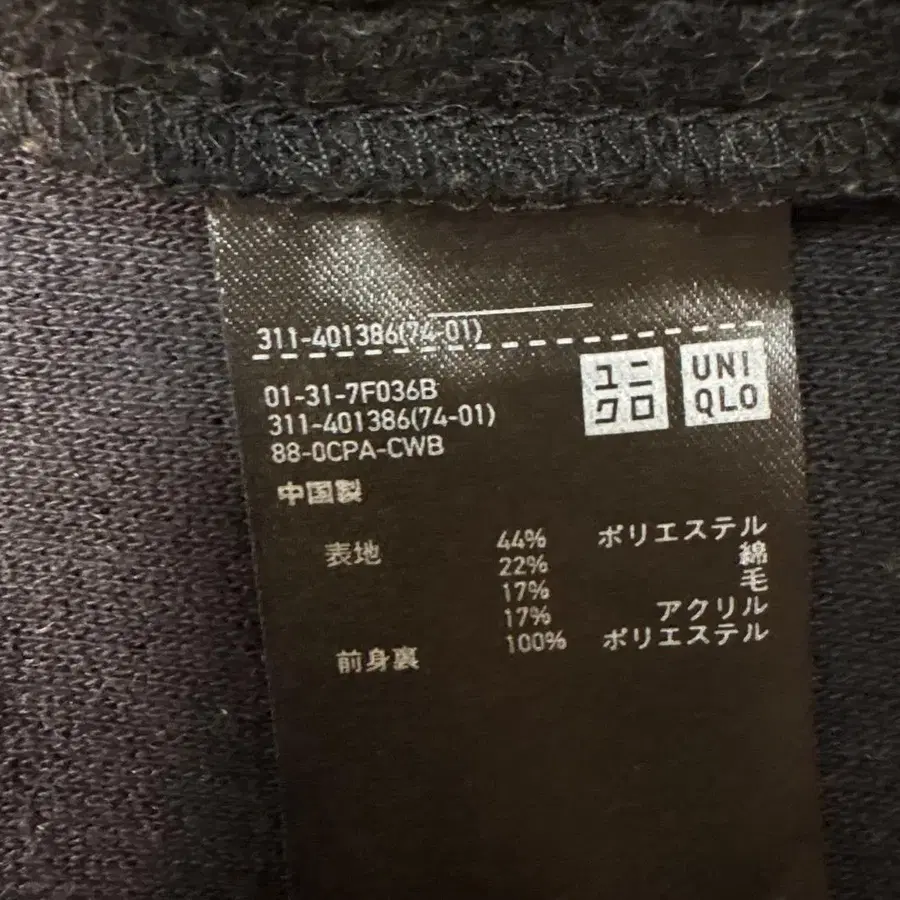 311-401386(74-01)
ユニ
クロ
UNI
QLO
01-31-7F036B
311-401386(74-01)
88-0CPA-CWB
中国製
表地 44% ポリエステル
22% 綿
17% 毛
17% アクリル
前身裏 100% ポリエステル